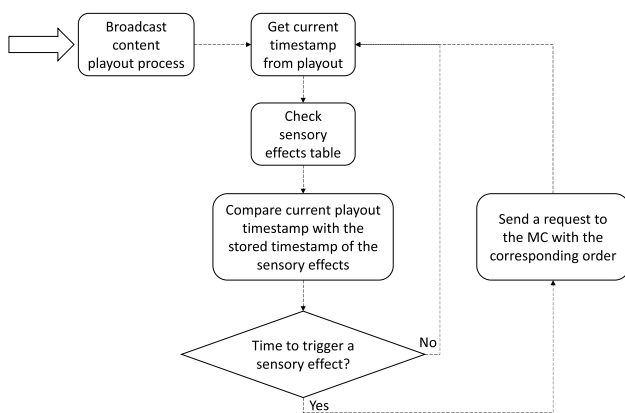 Broadcast
content
playout process
Get current
timestamp
from playout
Check
sensory
effects table
Compare current playout
timestamp with the
stored timestamp of the
sensory effects
Send a request to
the MC with the
corresponding order
Time to trigger a
sensory effect?
No
Yes